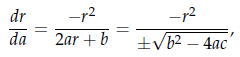 dr/da = −r²/(2ar + b) = −r²/(±√(b² − 4ac)),